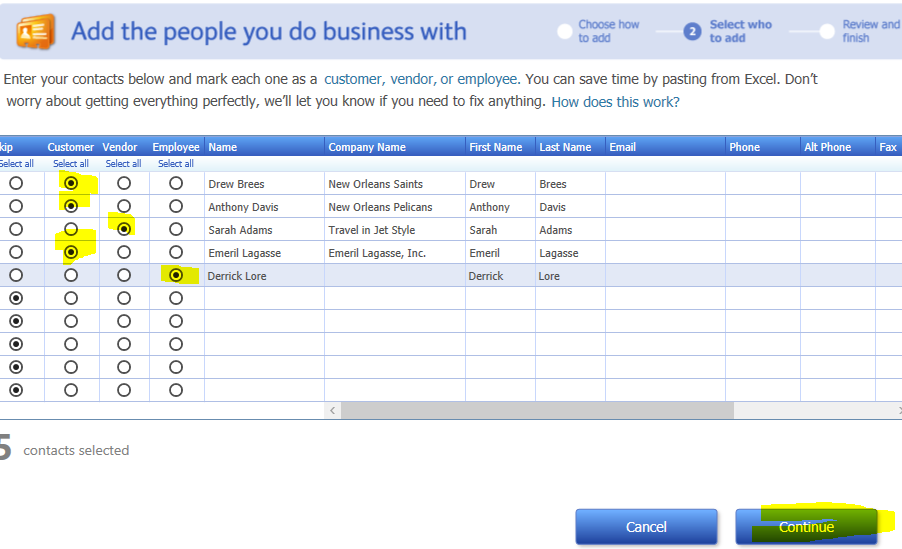 Add the people you do business with
Choose how
to add
2
Select who
to add
Review and
finish
Enter your contacts below and mark each one as a customer, vendor, or employee. You can save time by pasting from Excel. Don't
worry about getting everything perfectly, we'll let you know if you need to fix anything. How does this work?
kip Customer Vendor Employee Name Company Name First Name Last Name Email Phone Alt Phone Fax
Select all Select all Select all Select all
Drew Brees New Orleans Saints Drew Brees
Anthony Davis New Orleans Pelicans Anthony Davis
Sarah Adams Travel in Jet Style Sarah Adams
Emeril Lagasse Emeril Lagasse, Inc. Emeril Lagasse
Derrick Lore Derrick Lore
5 contacts selected
Cancel Continue